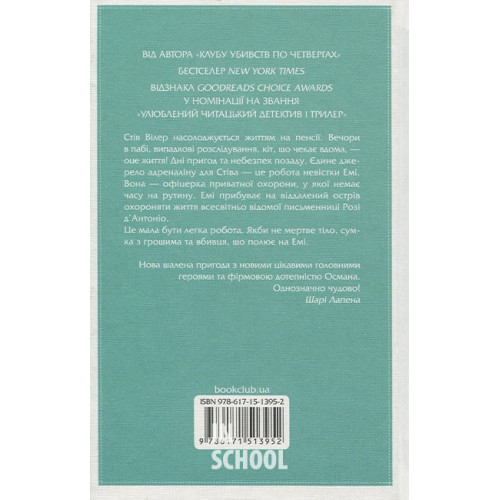 ВІД АВТОРА «КЛУБУ УБИВСТВ ПО ЧЕТВЕРГАХ»
БЕСТСЕЛЕР NEW YORK TIMES
ВІДЗНАКА GOODREADS CHOICE AWARDS
У НОМІНАЦІЇ НА ЗВАННЯ
«УЛЮБЛЕНИЙ ЧИТАЦЬКИЙ ДЕТЕКТИВ І ТРИЛЕР»
Стів Вілер насолоджується життям на пенсії. Вечори
в пабі, випадкові розслідування, кіт, що чекає вдома, —
оце життя! Дні пригод та небезпек позаду. Єдине дже-
рело адреналіну для Стіва — це робота невістки Емі.
Вона — офіцерка приватної охорони, у якої немає
часу на рутину. Емі прибуває на віддалений острів
охороняти життя всесвітньо відомої письменниці Розі
д'Антоніо.
Це мала бути легка робота. Якби не мертве тіло, сум-
ка з грошима та вбивця, що полює на Емі.
Нова шалена пригода з новими цікавими головними
героями та фірмовою дотепністю Османа.
Однозначно чудово!
Шарі Лапена
bookclub.ua
ISBN 978-617-15-1395-2
9 786171 513952
IN
SCHOOL